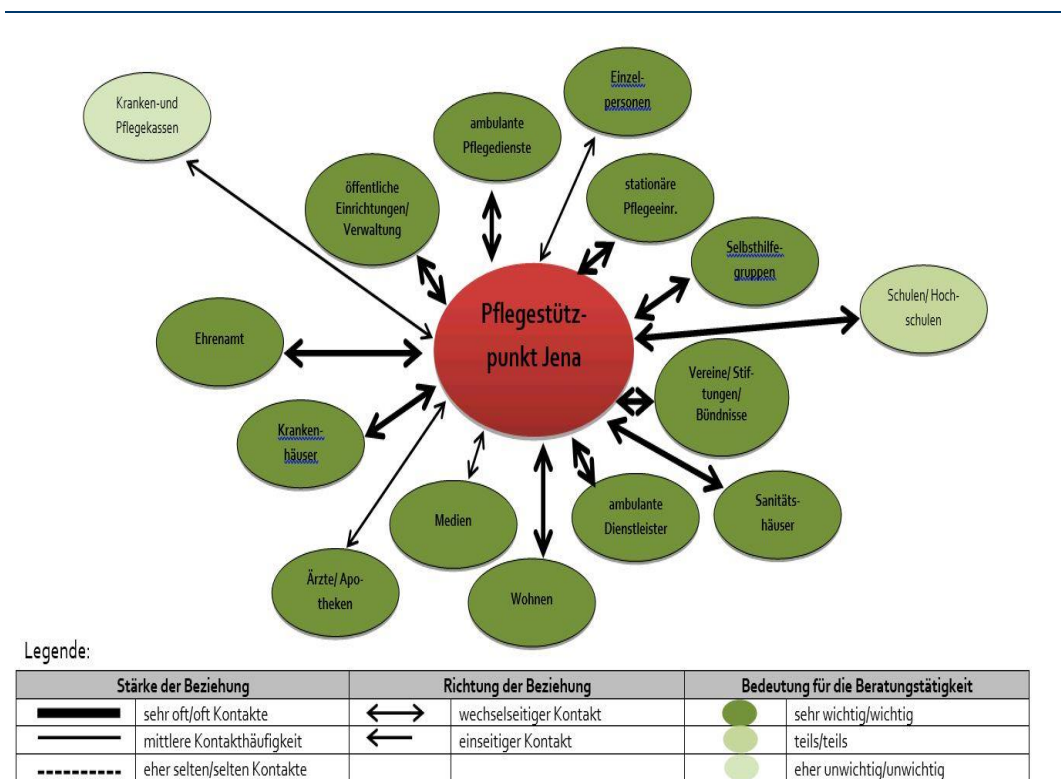 Kranken-und
Pflegekassen
ambulante
Pflegedienste
Einzel-
personen
öffentliche
Einrichtungen/
Verwaltung
stationäre
Pflegeeinr.
Selbsthilfe-
gruppen
Schulen/ Hoch-
schulen
Pflegestütz-
punkt Jena
Ehrenamt
Vereine/ Stif-
tungen/
Bündnisse
Kranken-
häuser
Medien
ambulante
Dienstleister
Sanitäts-
häuser
Ärzte/ Apo-
theken
Wohnen
Legende:
Stärke der Beziehung Richtung der Beziehung Bedeutung für die Beratungstätigkeit
sehr oft/oft Kontakte wechselseitiger Kontakt sehr wichtig/wichtig
mittlere Kontakthäufigkeit einseitiger Kontakt teils/teils
eher selten/selten Kontakte eher unwichtig/unwichtig